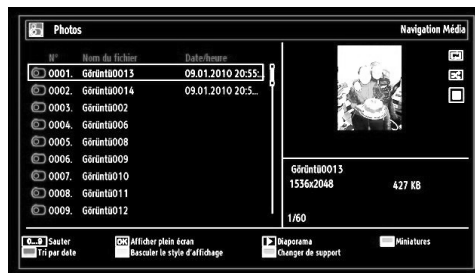 Photos
Navigation Média
N° Nom du fichier Date/heure
0001. Görüntü0013 09.01.2010 20:55:..
0002. Görüntü0014 09.01.2010 20:5...
0003. Görüntü002
0004. Görüntü006
0005. Görüntü008
0006. Görüntü009
0007. Görüntü010
0008. Görüntü011
0009. Görüntü012
Görüntü0013
1536x2048 427 KB
1/60
0...9 Sauter OK Afficher plein écran Diaporama Miniatures
Tri par date Basculer le style d'affichage Changer de support